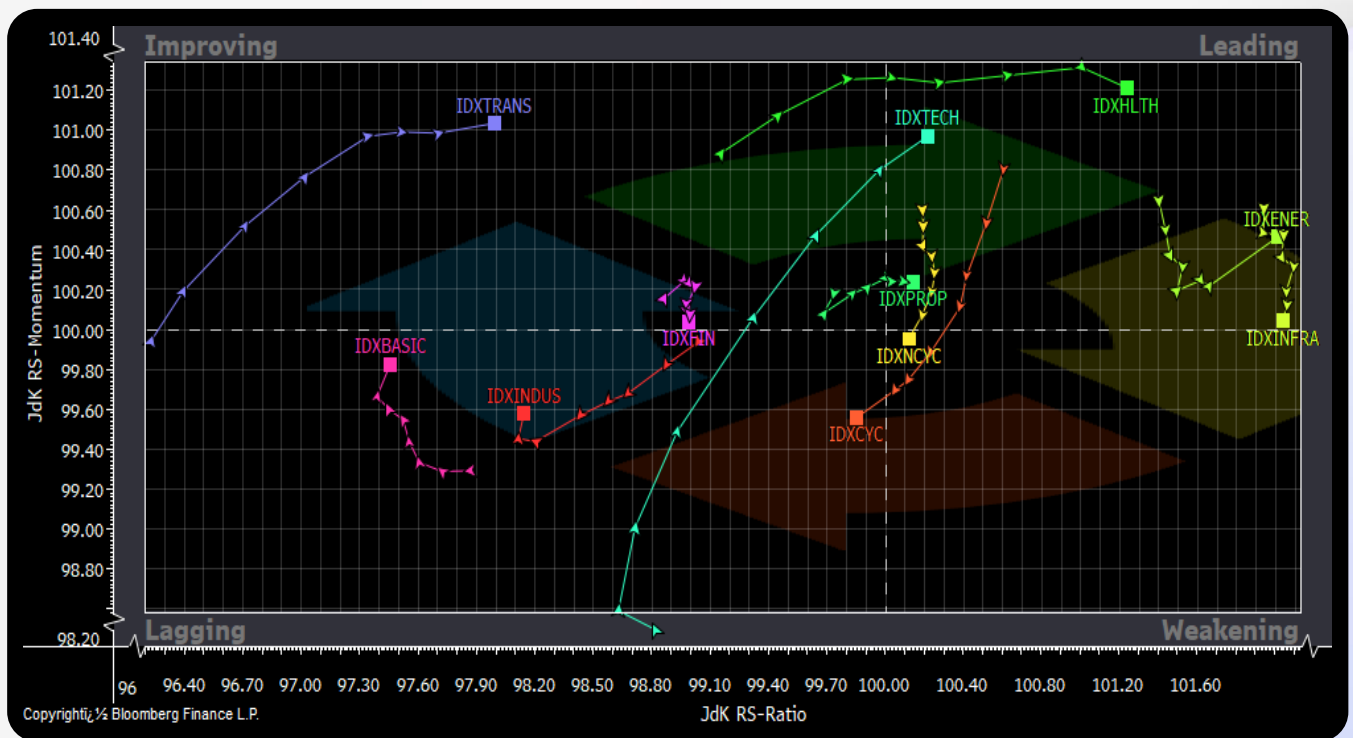 101.40
Improving
Leading
101.20
IDXTRANS
IDXHLTH
101.00
IDXTECH
100.80
100.60
IDXENER
100.40
100.20
IDXPROP
100.00
IDXFIN
IDXINFRA
IDXBASIC
IDXNCYC
99.80
99.60
IDXINDUS
IDXCYC
99.40
99.20
99.00
98.80
98.20
Lagging
Weakening
JdK RS-Momentum
96 96.40 96.70 97.00 97.30 97.60 97.90 98.20 98.50 98.80 99.10 99.40 99.70 100.00 100.40 100.80 101.20 101.60
Copyrightï¿½ Bloomberg Finance L.P.
JdK RS-Ratio